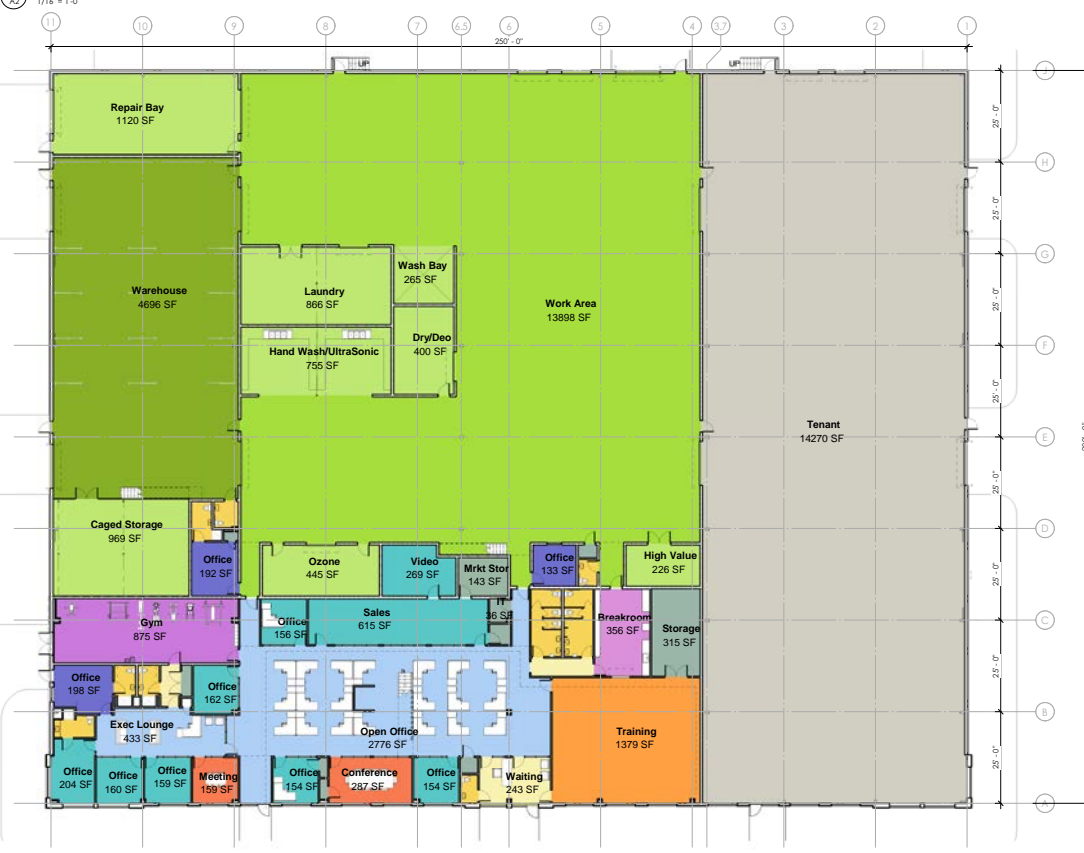 A2
1/16" = 1'-0"
11
10
9
8
7
6.5
6
5
4
3.7
3
2
1
250' - 0"
UP
UP
J
Repair Bay
1120 SF
25' - 0"
H
25' - 0"
G
Wash Bay
265 SF
Warehouse
4696 SF
Laundry
866 SF
Work Area
13898 SF
25' - 0"
Dry/Deo
400 SF
F
Hand Wash/UltraSonic
755 SF
25' - 0"
Tenant
14270 SF
E
25' - 0"
Caged Storage
969 SF
D
Office
192 SF
Ozone
445 SF
Video
269 SF
Mrkt Stor
143 SF
Office
133 SF
High Value
226 SF
25' - 0"
IT
36 SF
Gym
875 SF
Office
156 SF
Sales
615 SF
Breakroom
356 SF
Storage
315 SF
C
25' - 0"
Office
198 SF
Office
162 SF
B
Exec Lounge
433 SF
Open Office
2776 SF
Training
1379 SF
25' - 0"
Office
204 SF
Office
160 SF
Office
159 SF
Meeting
159 SF
Office
154 SF
Conference
287 SF
Office
154 SF
Waiting
243 SF
A